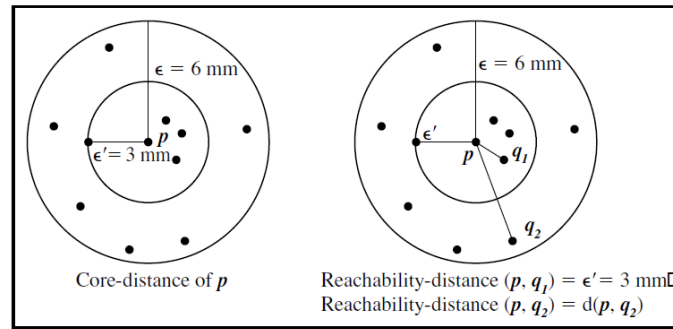 ϵ = 6 mm
p
ϵ′= 3 mm
Core-distance of p
ϵ = 6 mm
ϵ′
p
q₁
q₂
Reachability-distance (p, q₁) = ϵ′= 3 mm□
Reachability-distance (p, q₂) = d(p, q₂)